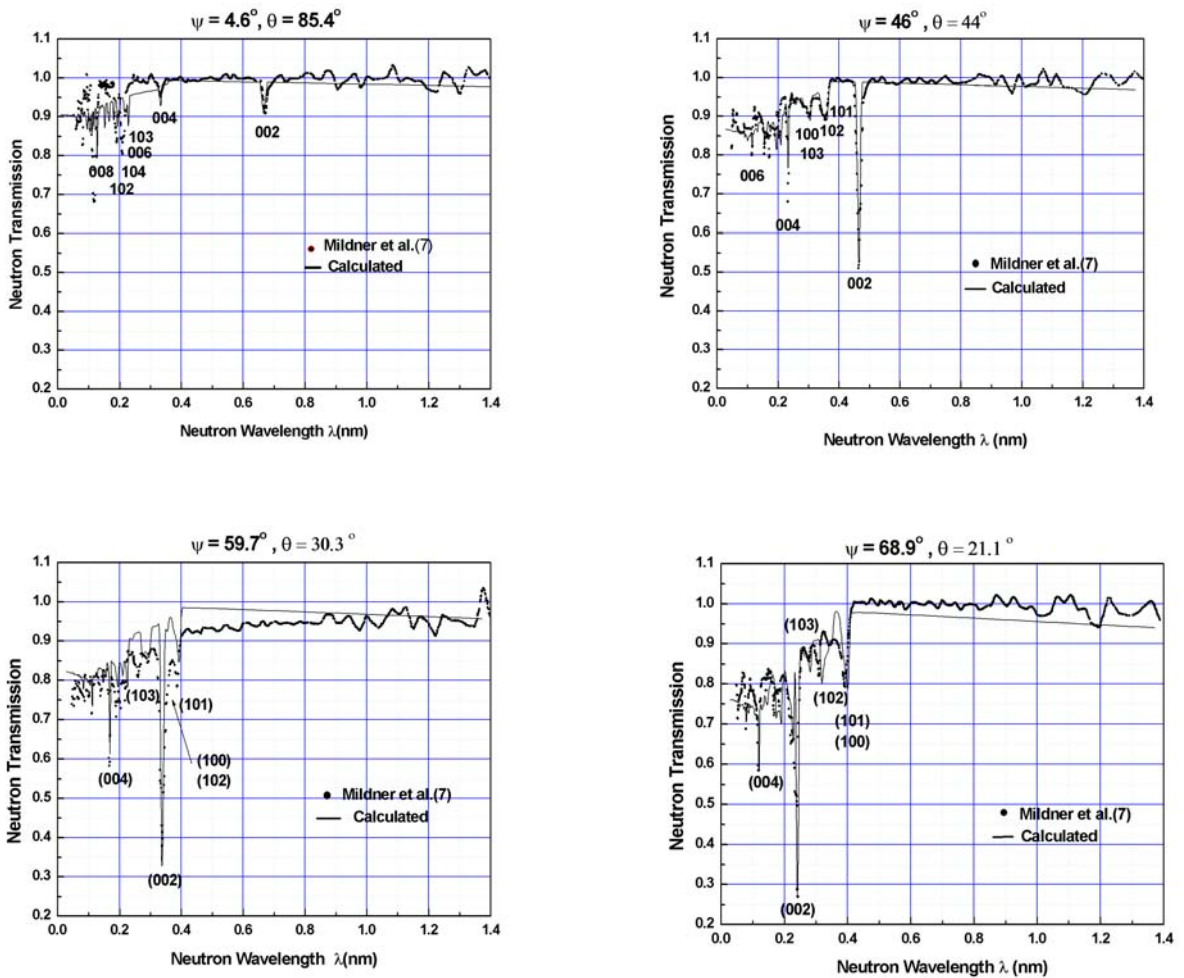 ψ = 4.6°, θ = 85.4°
1.1
1.0
0.9
0.8
0.7
0.6
0.5
0.4
0.3
0.2
Neutron Transmission
004
002
103
006
008
104
102
Mildner et al.(7)
Calculated
0.0 0.2 0.4 0.6 0.8 1.0 1.2 1.4
Neutron Wavelength λ(nm)
ψ = 46°, θ = 44°
1.1
1.0
0.9
0.8
0.7
0.6
0.5
0.4
0.3
0.2
Neutron Transmission
101
100 102
103
006
004
002
Mildner et al.(7)
Calculated
0.0 0.2 0.4 0.6 0.8 1.0 1.2 1.4
Neutron Wavelength λ (nm)
ψ = 59.7°, θ = 30.3 °
1.1
1.0
0.9
0.8
0.7
0.6
0.5
0.4
0.3
0.2
Neutron Transmission
(103)
(101)
(100)
(102)
(004)
(002)
Mildner et al.(7)
Calculated
0.0 0.2 0.4 0.6 0.8 1.0 1.2 1.4
Neutron Wavelength λ(nm)
ψ = 68.9°, θ = 21.1 °
1.1
1.0
0.9
0.8
0.7
0.6
0.5
0.4
0.3
0.2
Neutron Transmission
(103)
(102)
(101)
(100)
(004)
(002)
Mildner et al.(7)
Calculated
0.0 0.2 0.4 0.6 0.8 1.0 1.2 1.4
Neutron Wavelength λ (nm)